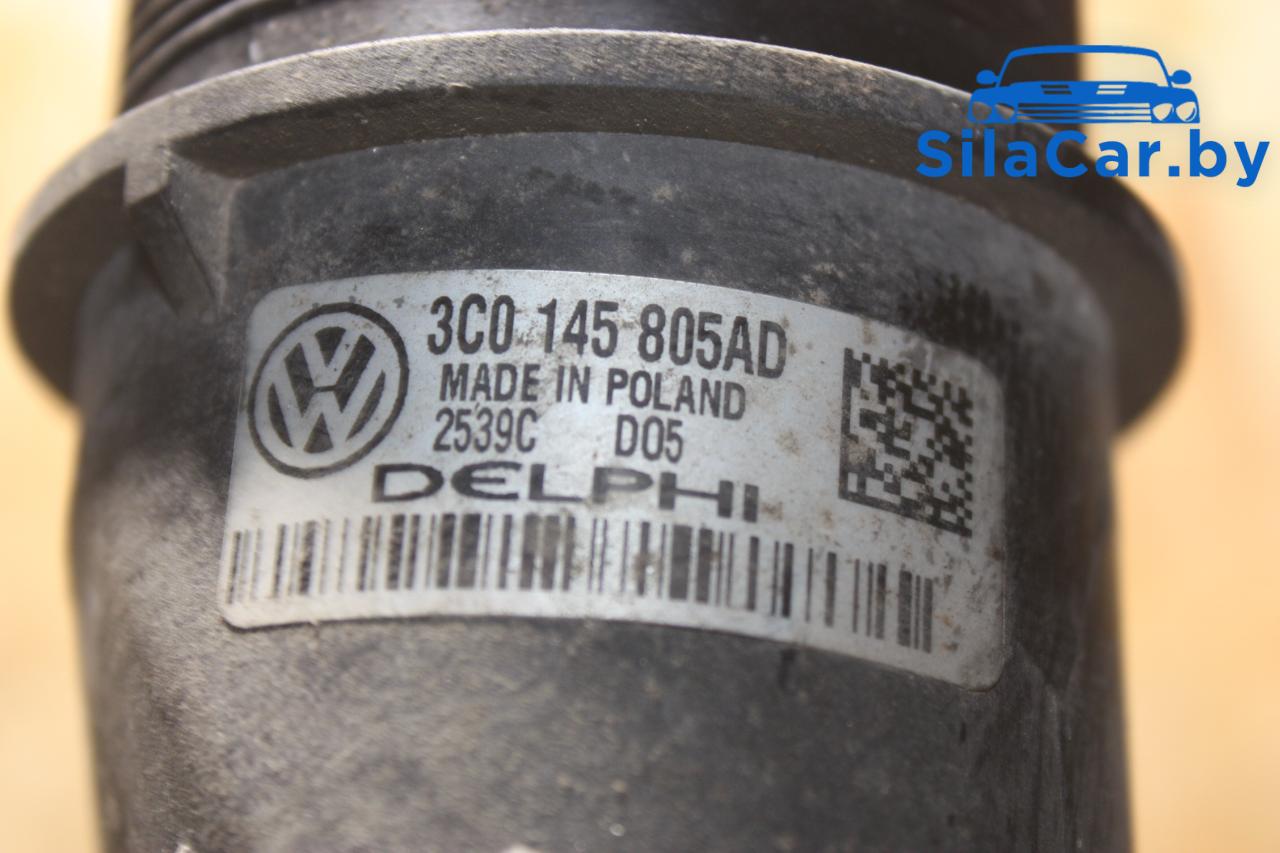 SilaCar.by
3C0 145 805AD
MADE IN POLAND
2539C D05
DELPHI